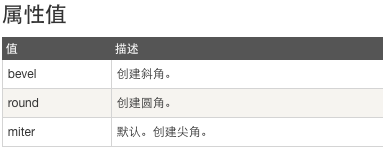 属性值
值 描述
bevel 创建斜角。
round 创建圆角。
miter 默认。创建尖角。